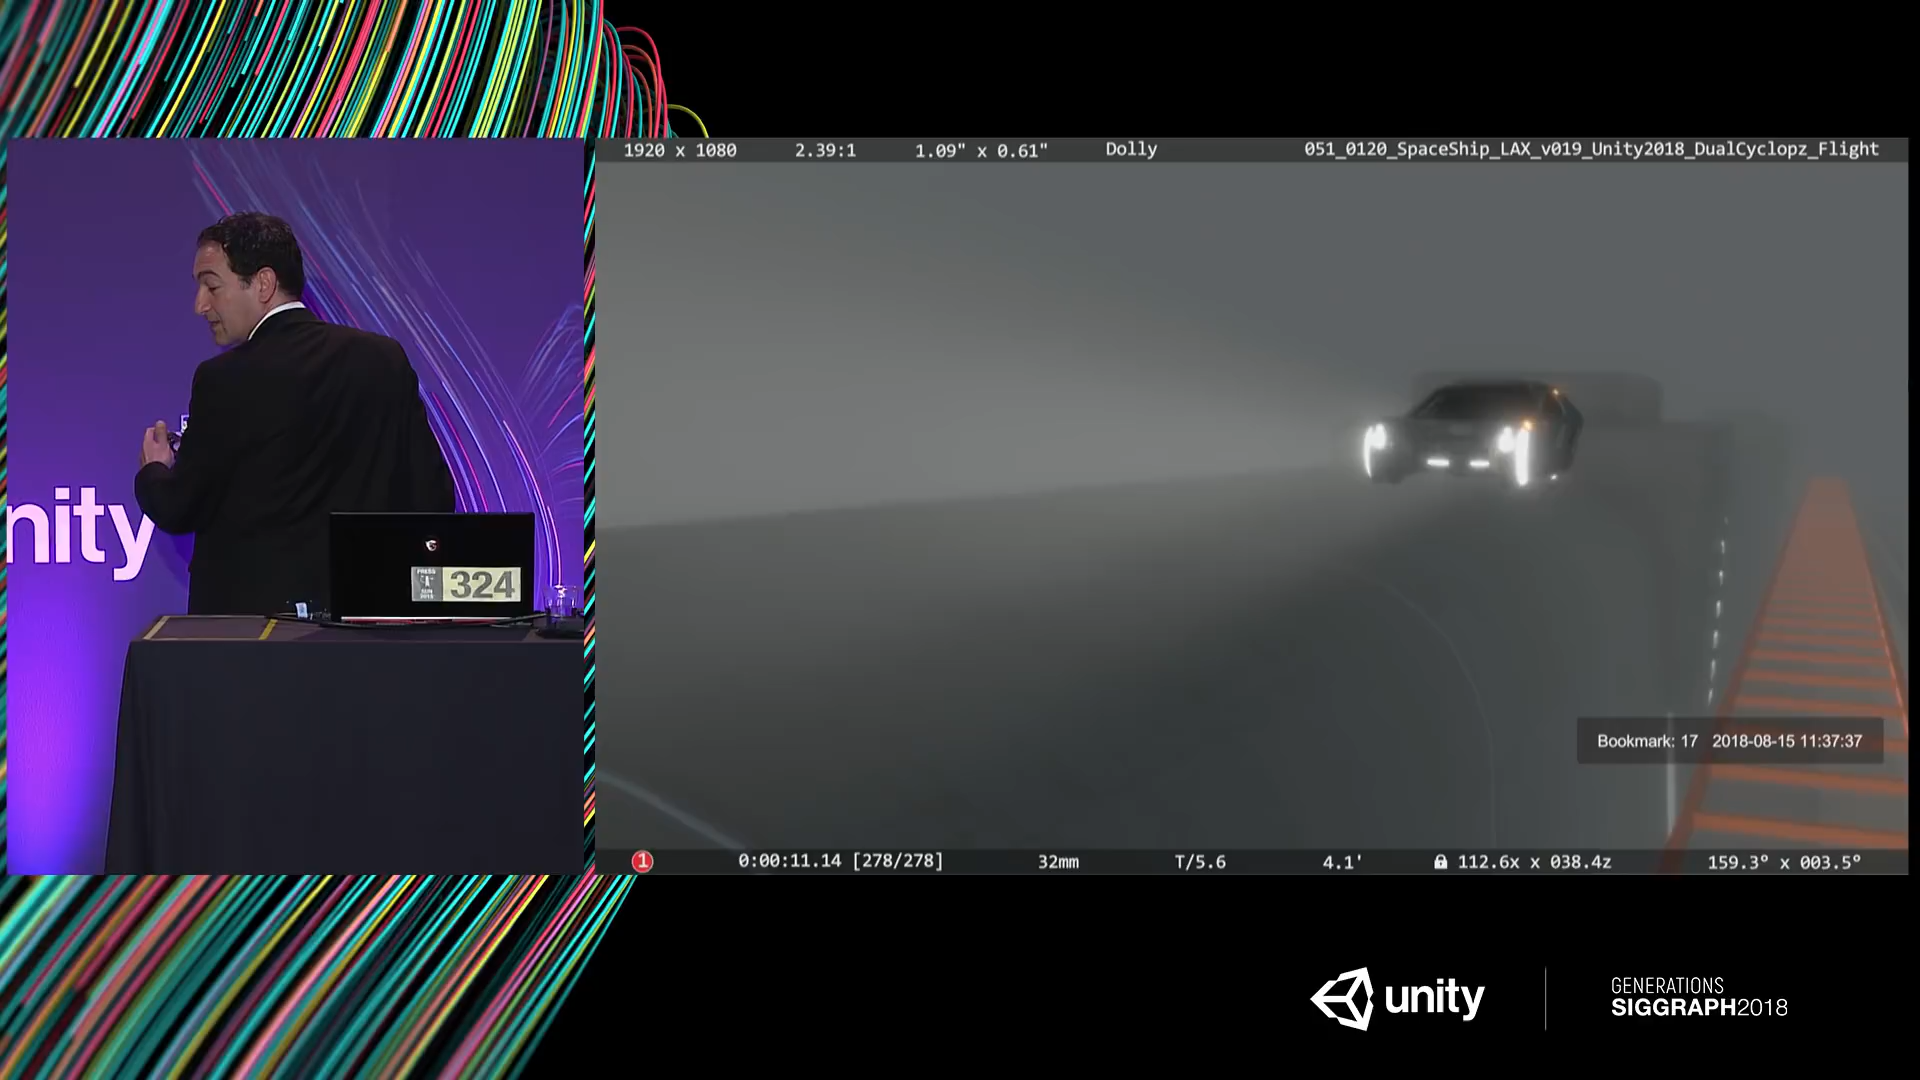 1920 x 1080 2.39:1 1.09" x 0.61" Dolly 051_0120_SpaceShip_LAX_v019_Unity2018_DualCyclopz_Flight
nity
324
Bookmark: 17 2018-08-15 11:37:37
1 0:00:11.14 [278/278] 32mm T/5.6 4.1' 112.6x x 038.4z 159.3° x 003.5°
unity
GENERATIONS
SIGGRAPH2018